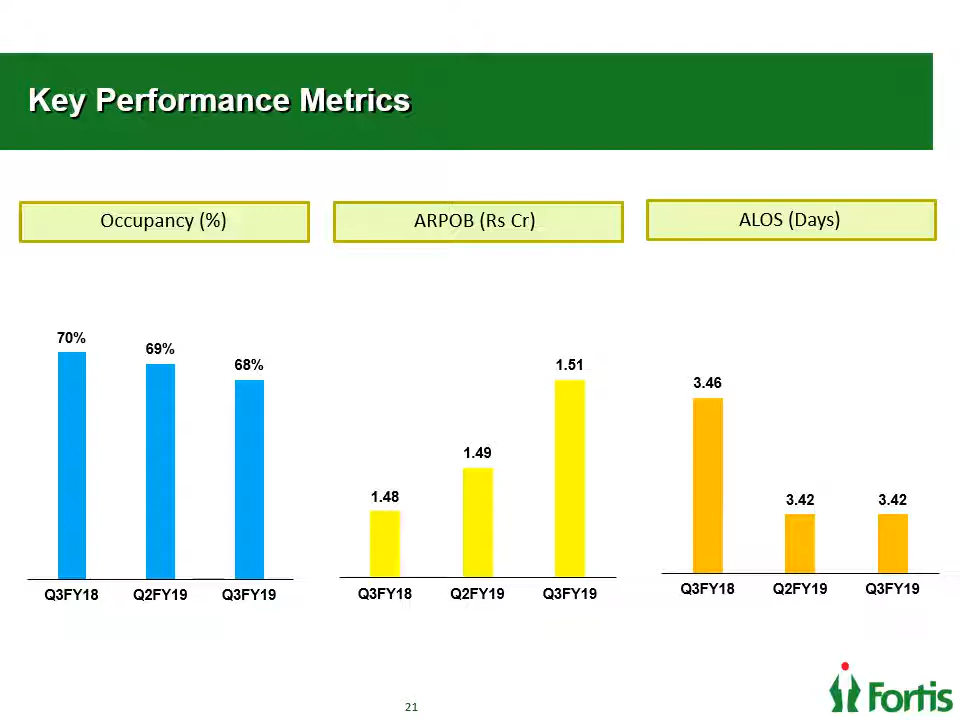 Key Performance Metrics
Occupancy (%)
ARPOB (Rs Cr)
ALOS (Days)
70%
69%
68%
Q3FY18
Q2FY19
Q3FY19
1.48
1.49
1.51
Q3FY18
Q2FY19
Q3FY19
3.46
3.42
3.42
Q3FY18
Q2FY19
Q3FY19
21
Fortis